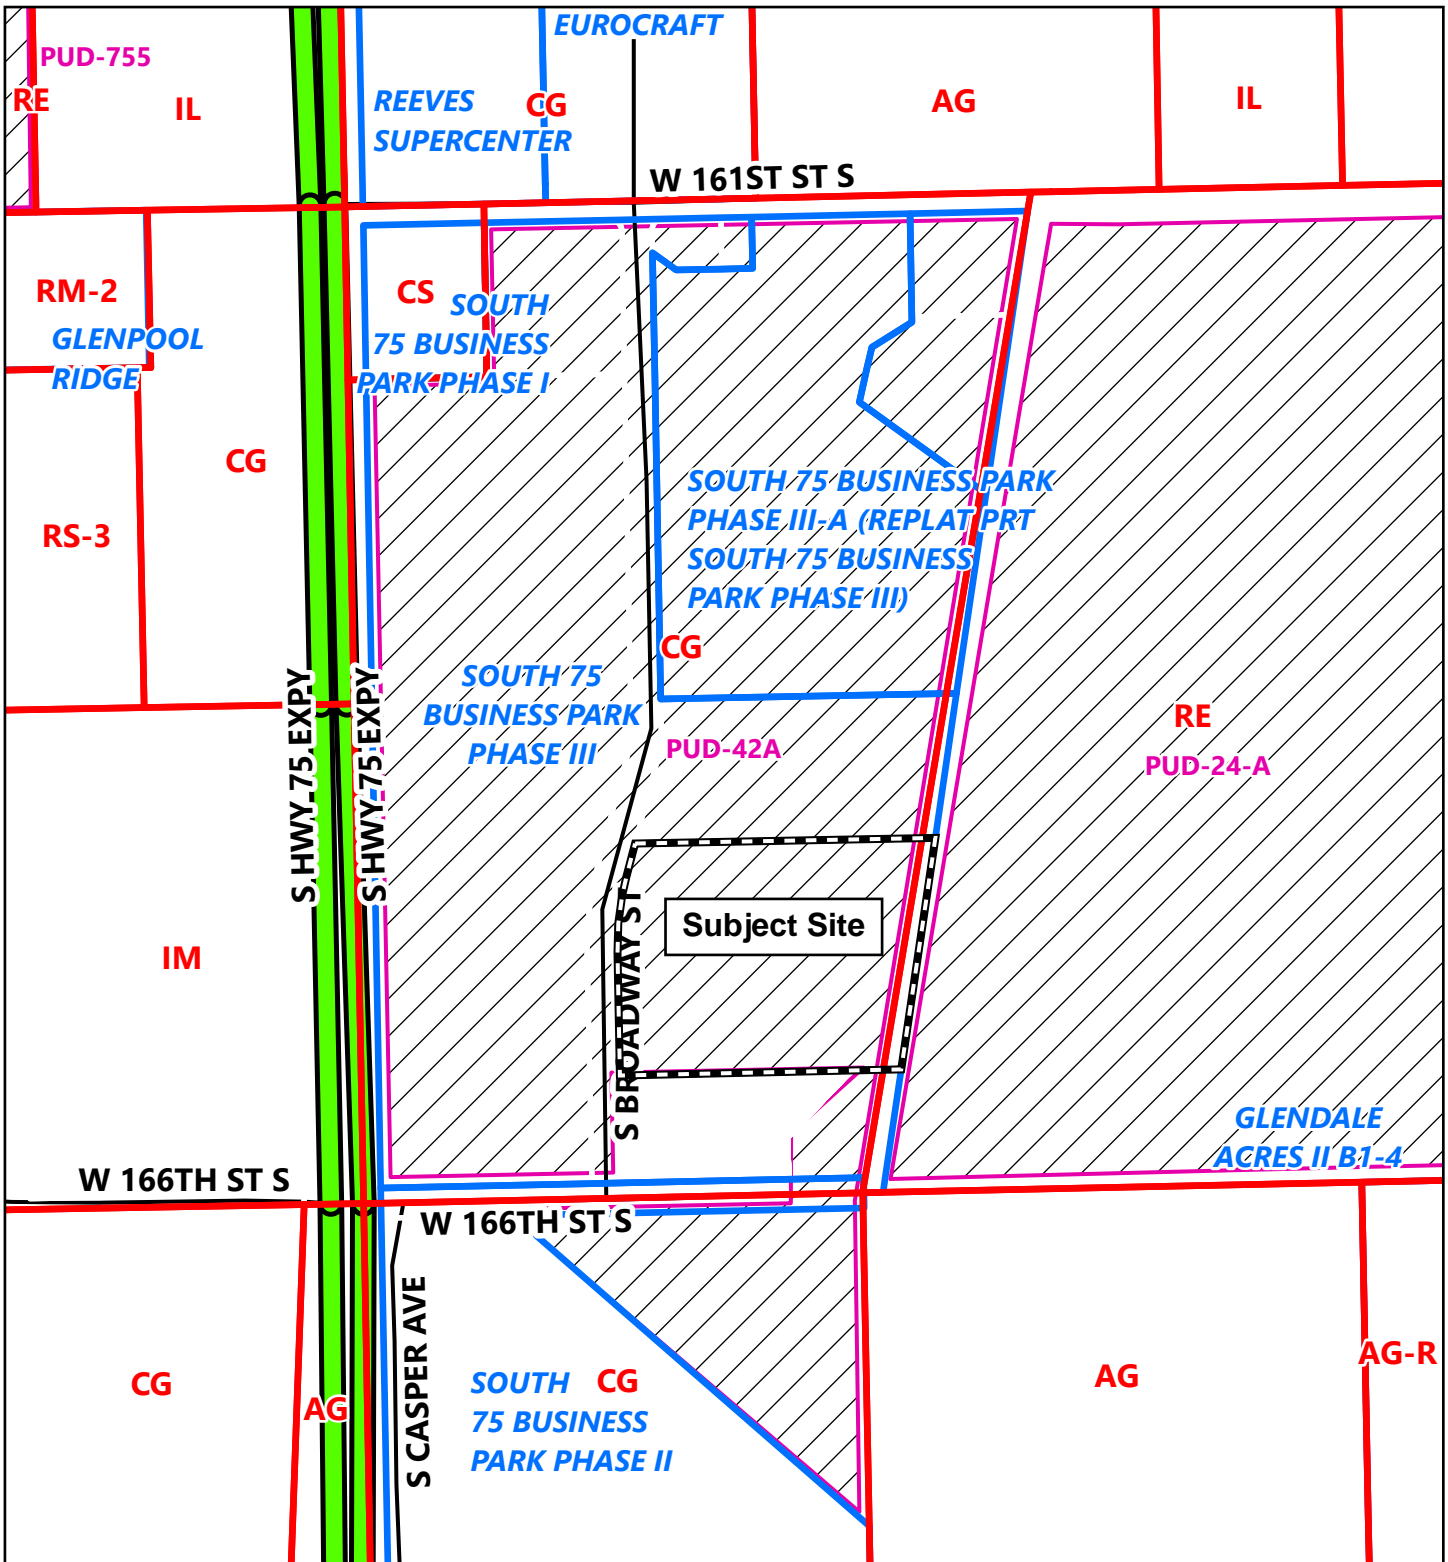 EUROCRAFT
PUD-755
RE
IL
REEVES
SUPERCENTER
CG
AG
IL
W 161ST ST S
RM-2
CS
SOUTH
75 BUSINESS
PARK PHASE I
GLENPOOL
RIDGE
CG
RS-3
SOUTH 75 BUSINESS PARK
PHASE III-A (REPLAT PRT
SOUTH 75 BUSINESS
PARK PHASE III)
CG
SOUTH 75
BUSINESS PARK
PHASE III
PUD-42A
RE
PUD-24-A
S HWY 75 EXPY
S HWY 75 EXPY
Subject Site
IM
S BROADWAY ST
GLENDALE
ACRES II B1-4
W 166TH ST S
W 166TH ST S
S CASPER AVE
CG
AG
SOUTH
75 BUSINESS
PARK PHASE II
CG
AG
AG-R